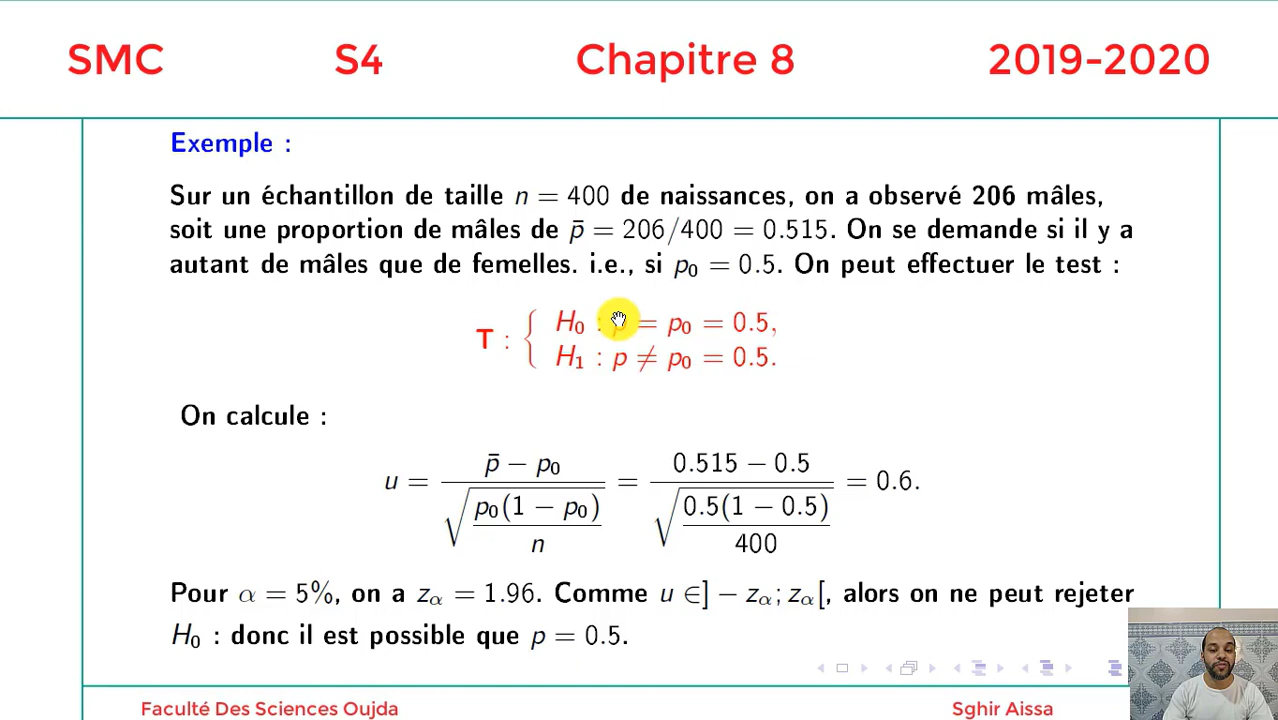 SMC S4 Chapitre 8 2019-2020
Exemple :
Sur un échantillon de taille n = 400 de naissances, on a observé 206 mâles,
soit une proportion de mâles de p̄ = 206/400 = 0.515. On se demande si il y a
autant de mâles que de femelles. i.e., si p₀ = 0.5. On peut effectuer le test :
T : { H₀ : p = p₀ = 0.5,
H₁ : p ≠ p₀ = 0.5.
On calcule :
u = (p̄ − p₀) / √(p₀(1 − p₀) / n) = (0.515 − 0.5) / √(0.5(1 − 0.5) / 400) = 0.6.
Pour α = 5%, on a zα = 1.96. Comme u ∈] − zα; zα[, alors on ne peut rejeter
H₀ : donc il est possible que p = 0.5.
Faculté Des Sciences Oujda Sghir Aissa